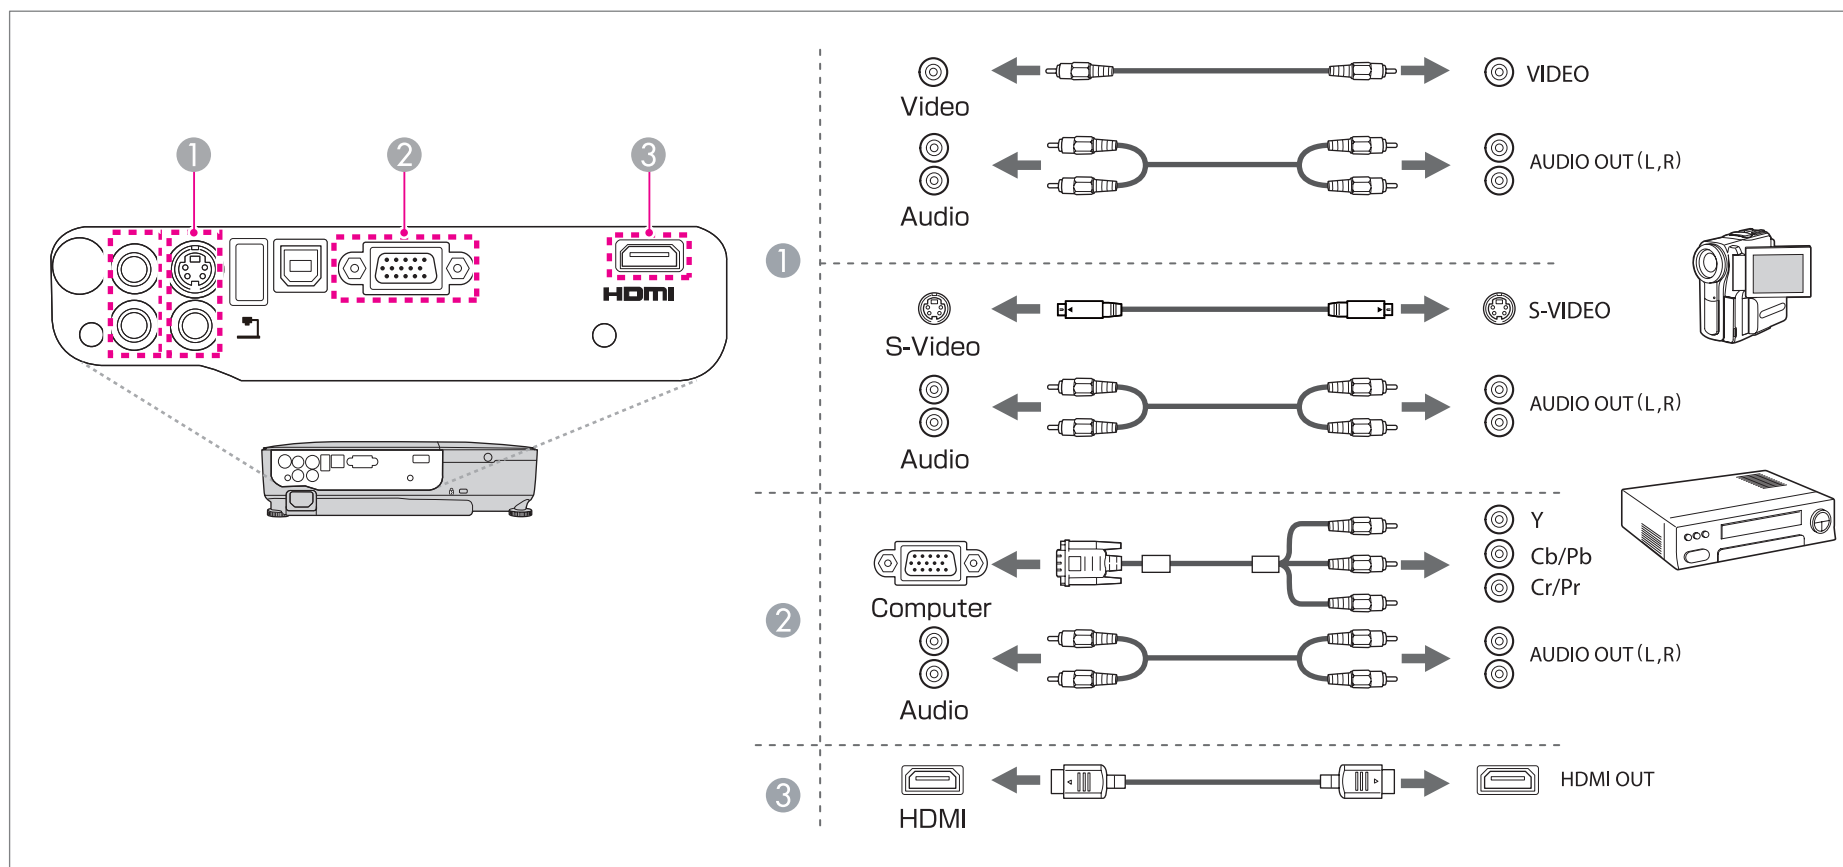 1
2
3
HDMI
1
Video
VIDEO
Audio
AUDIO OUT (L,R)
S-Video
S-VIDEO
Audio
AUDIO OUT (L,R)
2
Computer
Y
Cb/Pb
Cr/Pr
Audio
AUDIO OUT (L,R)
3
HDMI
HDMI OUT